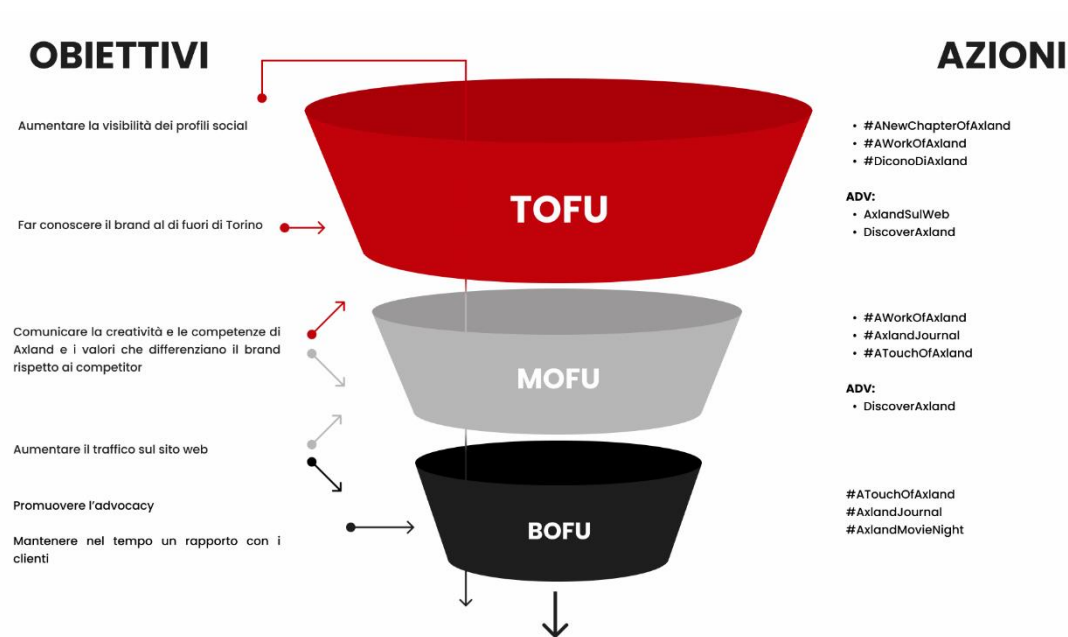 OBIETTIVI
Aumentare la visibilità dei profili social
Far conoscere il brand al di fuori di Torino
Comunicare la creatività e le competenze di
Axland e i valori che differenziano il brand
rispetto ai competitor
Aumentare il traffico sul sito web
Promuovere l'advocacy
Mantenere nel tempo un rapporto con i
clienti
TOFU
MOFU
BOFU
AZIONI
• #ANewChapterOfAxland
• #AWorkOfAxland
• #DiconoDiAxland
ADV:
• AxlandSulWeb
• DiscoverAxland
• #AWorkOfAxland
• #AxlandJournal
• #ATouchOfAxland
ADV:
• DiscoverAxland
#ATouchOfAxland
#AxlandJournal
#AxlandMovieNight